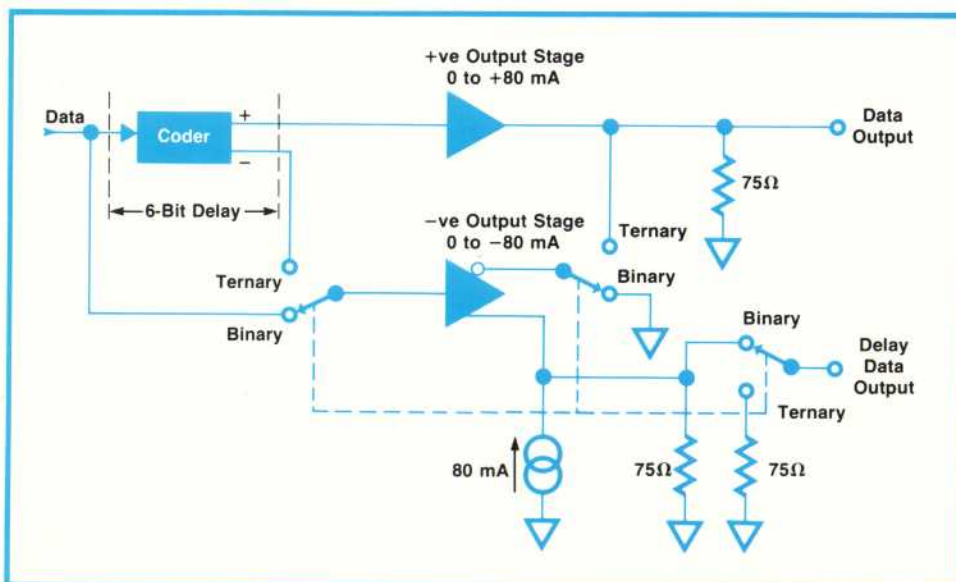 +ve Output Stage
0 to +80 mA
Data
Coder
+
−
Data
Output
75Ω
6-Bit Delay
−ve Output Stage
0 to −80 mA
Ternary
Ternary
Binary
Binary
Binary
Delay
Data
Output
Ternary
80 mA
75Ω
75Ω